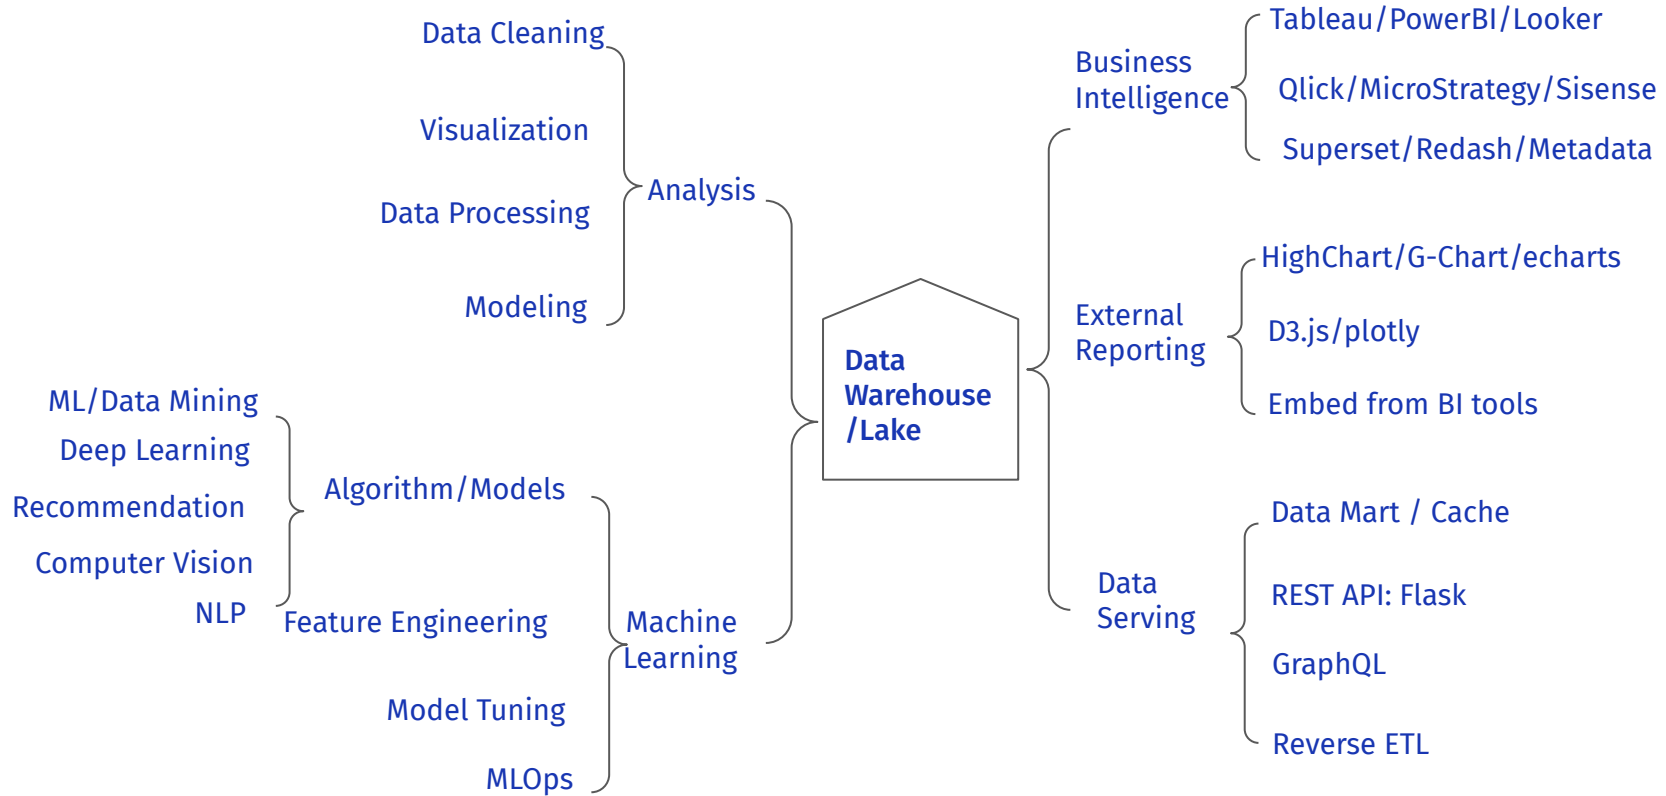 Data Cleaning
Visualization
Data Processing
Modeling
Analysis
ML/Data Mining
Deep Learning
Recommendation
Computer Vision
NLP
Algorithm/Models
Feature Engineering
Model Tuning
MLOps
Machine
Learning
Data
Warehouse
/Lake
Business
Intelligence
Tableau/PowerBI/Looker
Qlick/MicroStrategy/Sisense
Superset/Redash/Metadata
External
Reporting
HighChart/G-Chart/echarts
D3.js/plotly
Embed from BI tools
Data
Serving
Data Mart / Cache
REST API: Flask
GraphQL
Reverse ETL